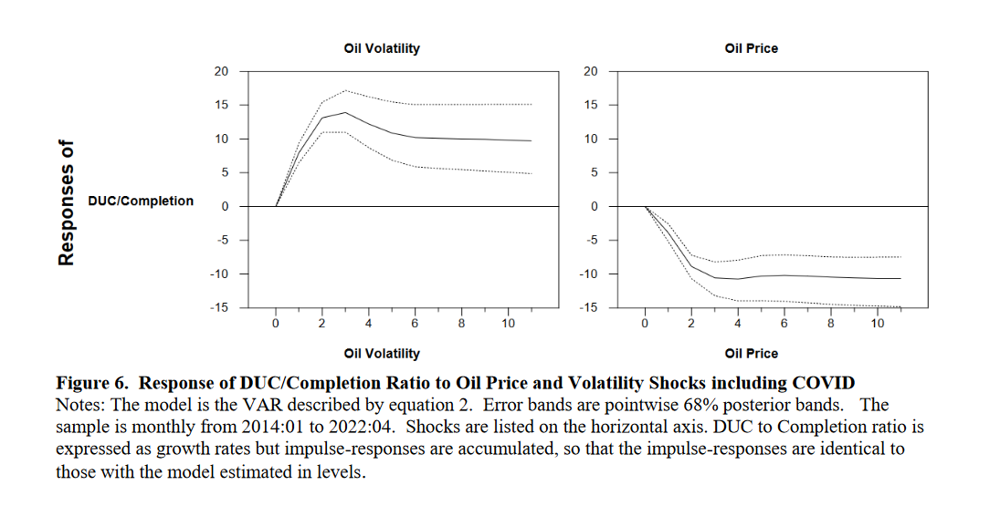 Oil Volatility
Oil Price
20
15
10
5
0
-5
-10
-15
20
15
10
5
0
-5
-10
-15
Responses of
DUC/Completion
0 2 4 6 8 10
0 2 4 6 8 10
Oil Volatility
Oil Price
Figure 6. Response of DUC/Completion Ratio to Oil Price and Volatility Shocks including COVID
Notes: The model is the VAR described by equation 2. Error bands are pointwise 68% posterior bands. The
sample is monthly from 2014:01 to 2022:04. Shocks are listed on the horizontal axis. DUC to Completion ratio is
expressed as growth rates but impulse-responses are accumulated, so that the impulse-responses are identical to
those with the model estimated in levels.